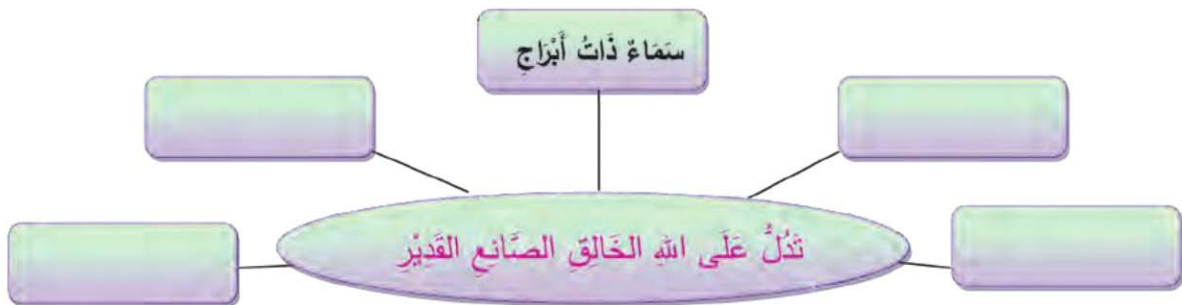 سَمَاءٌ ذَاتُ أَبْرَاجٍ
تَدُلُّ عَلَى اللهِ الخَالِقِ الصَّانِعِ القَدِيْرِ